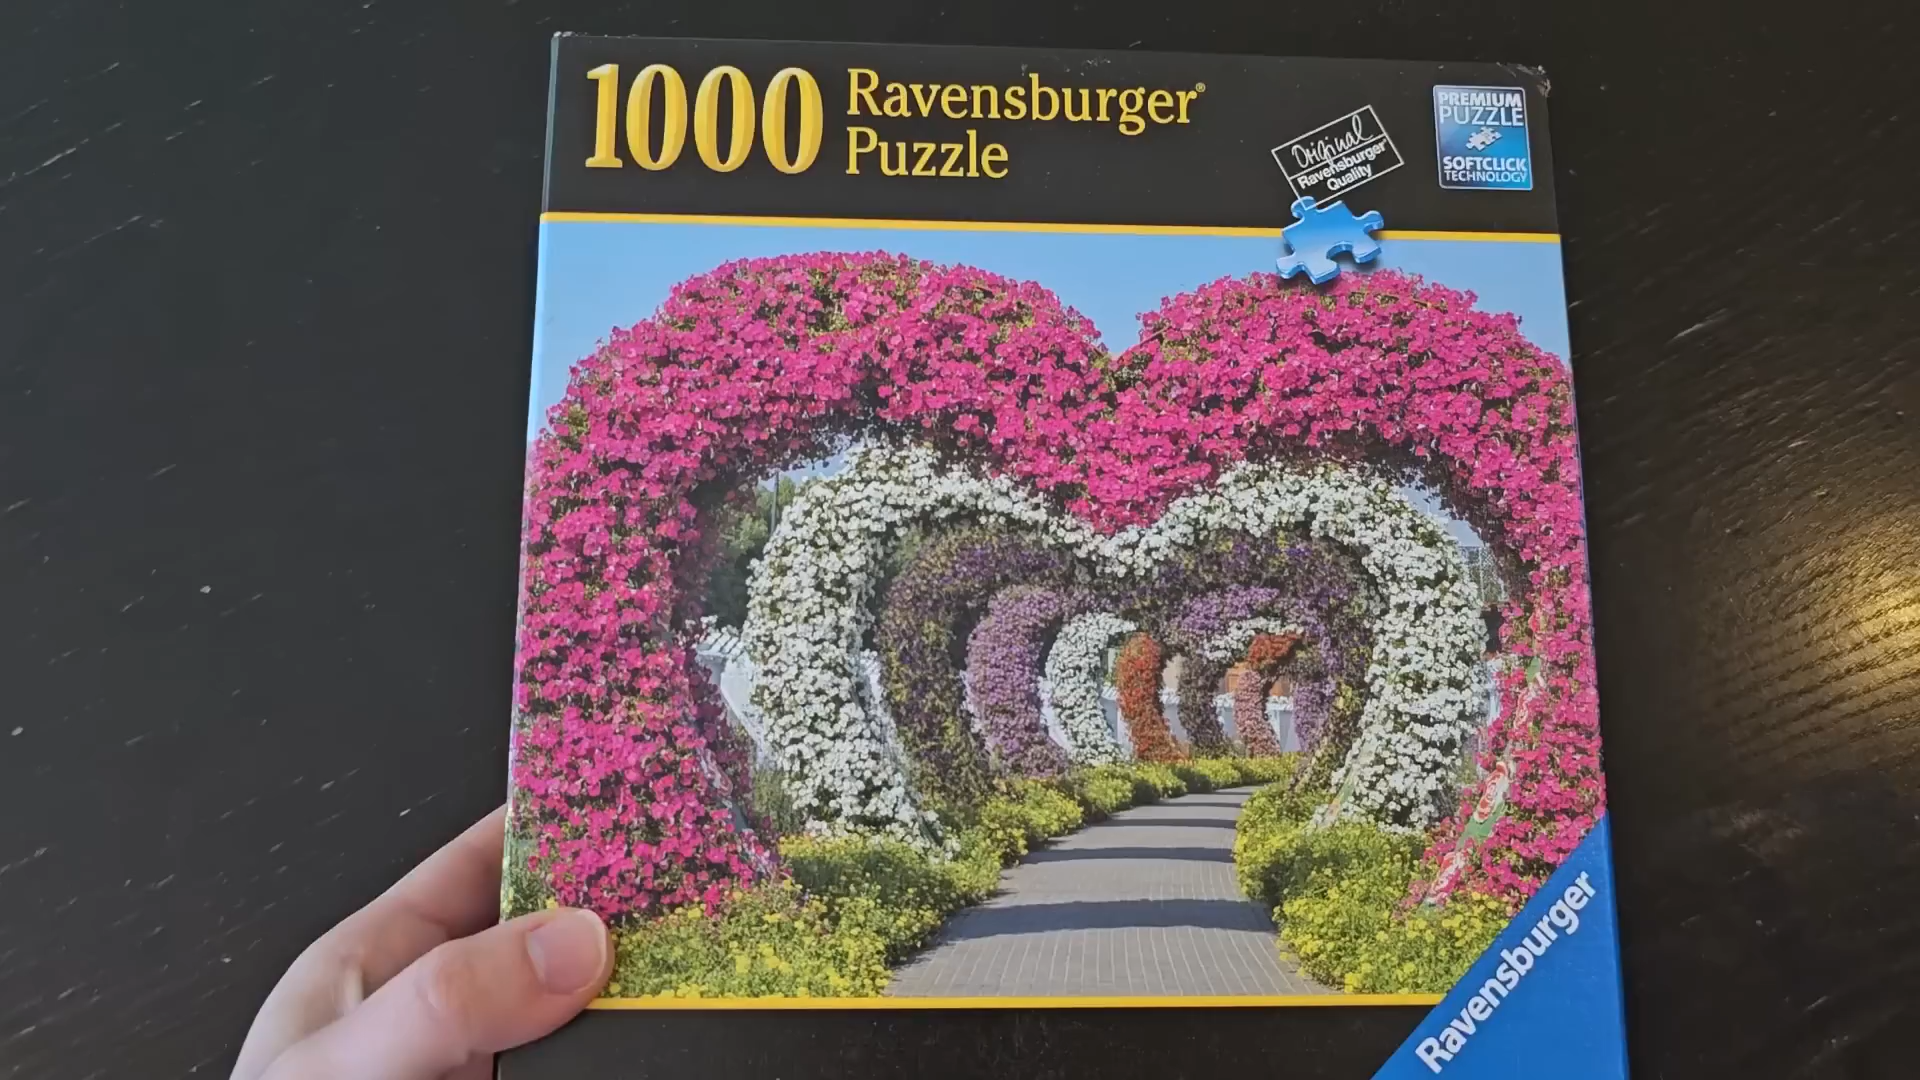 1000
Ravensburger®
Puzzle
Original
Ravensburger
Quality
PREMIUM
PUZZLE
SOFTCLICK
TECHNOLOGY
Ravensburger